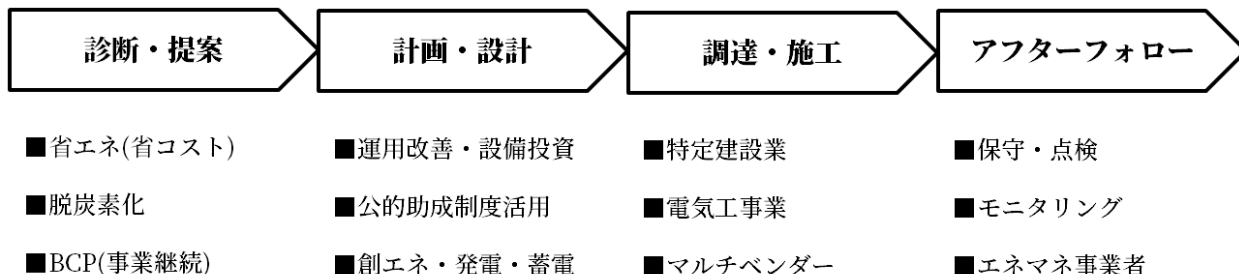 診断・提案
計画・設計
調達・施工
アフターフォロー
■省エネ(省コスト)
■運用改善・設備投資
■特定建設業
■保守・点検
■脱炭素化
■公的助成制度活用
■電気工事業
■モニタリング
■BCP(事業継続)
■創エネ・発電・蓄電
■マルチベンダー
■エネマネ事業者